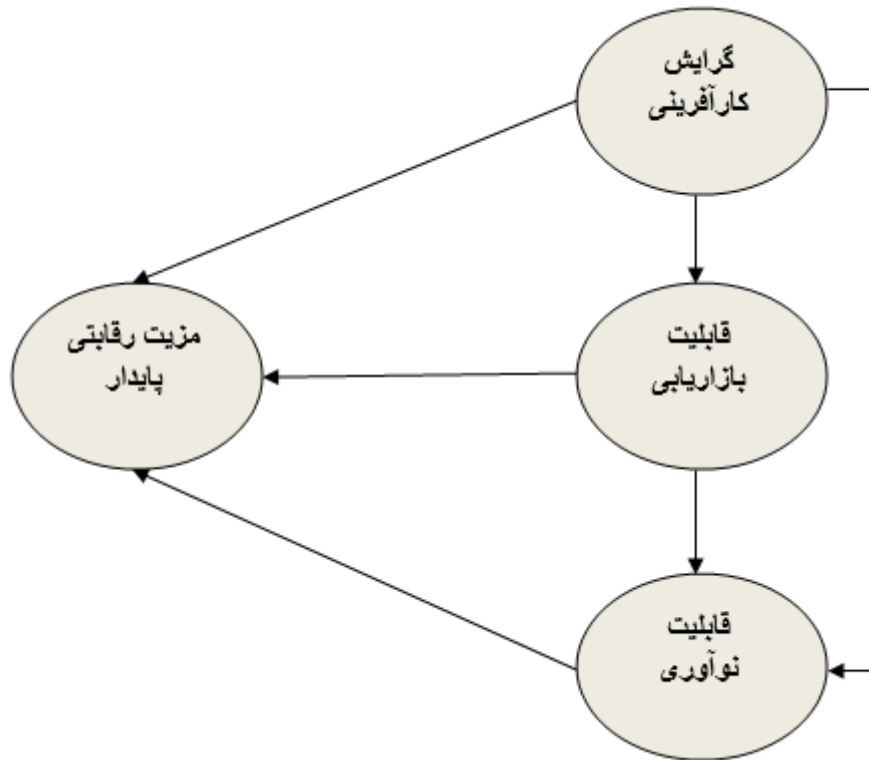 گرایش
کارآفرینی
قابلیت
بازاریابی
مزیت رقابتی
پایدار
قابلیت
نوآوری